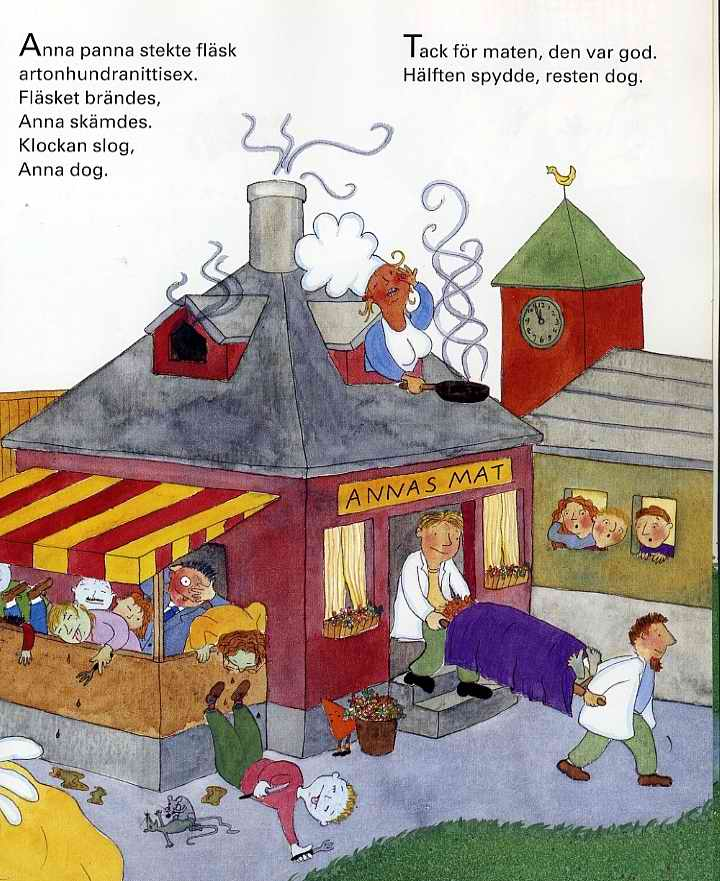 Anna panna stekte fläsk
artonhundranittisex.
Fläsket brändes,
Anna skämdes.
Klockan slog,
Anna dog.
Tack för maten, den var god.
Hälften spydde, resten dog.
ANNAS MAT